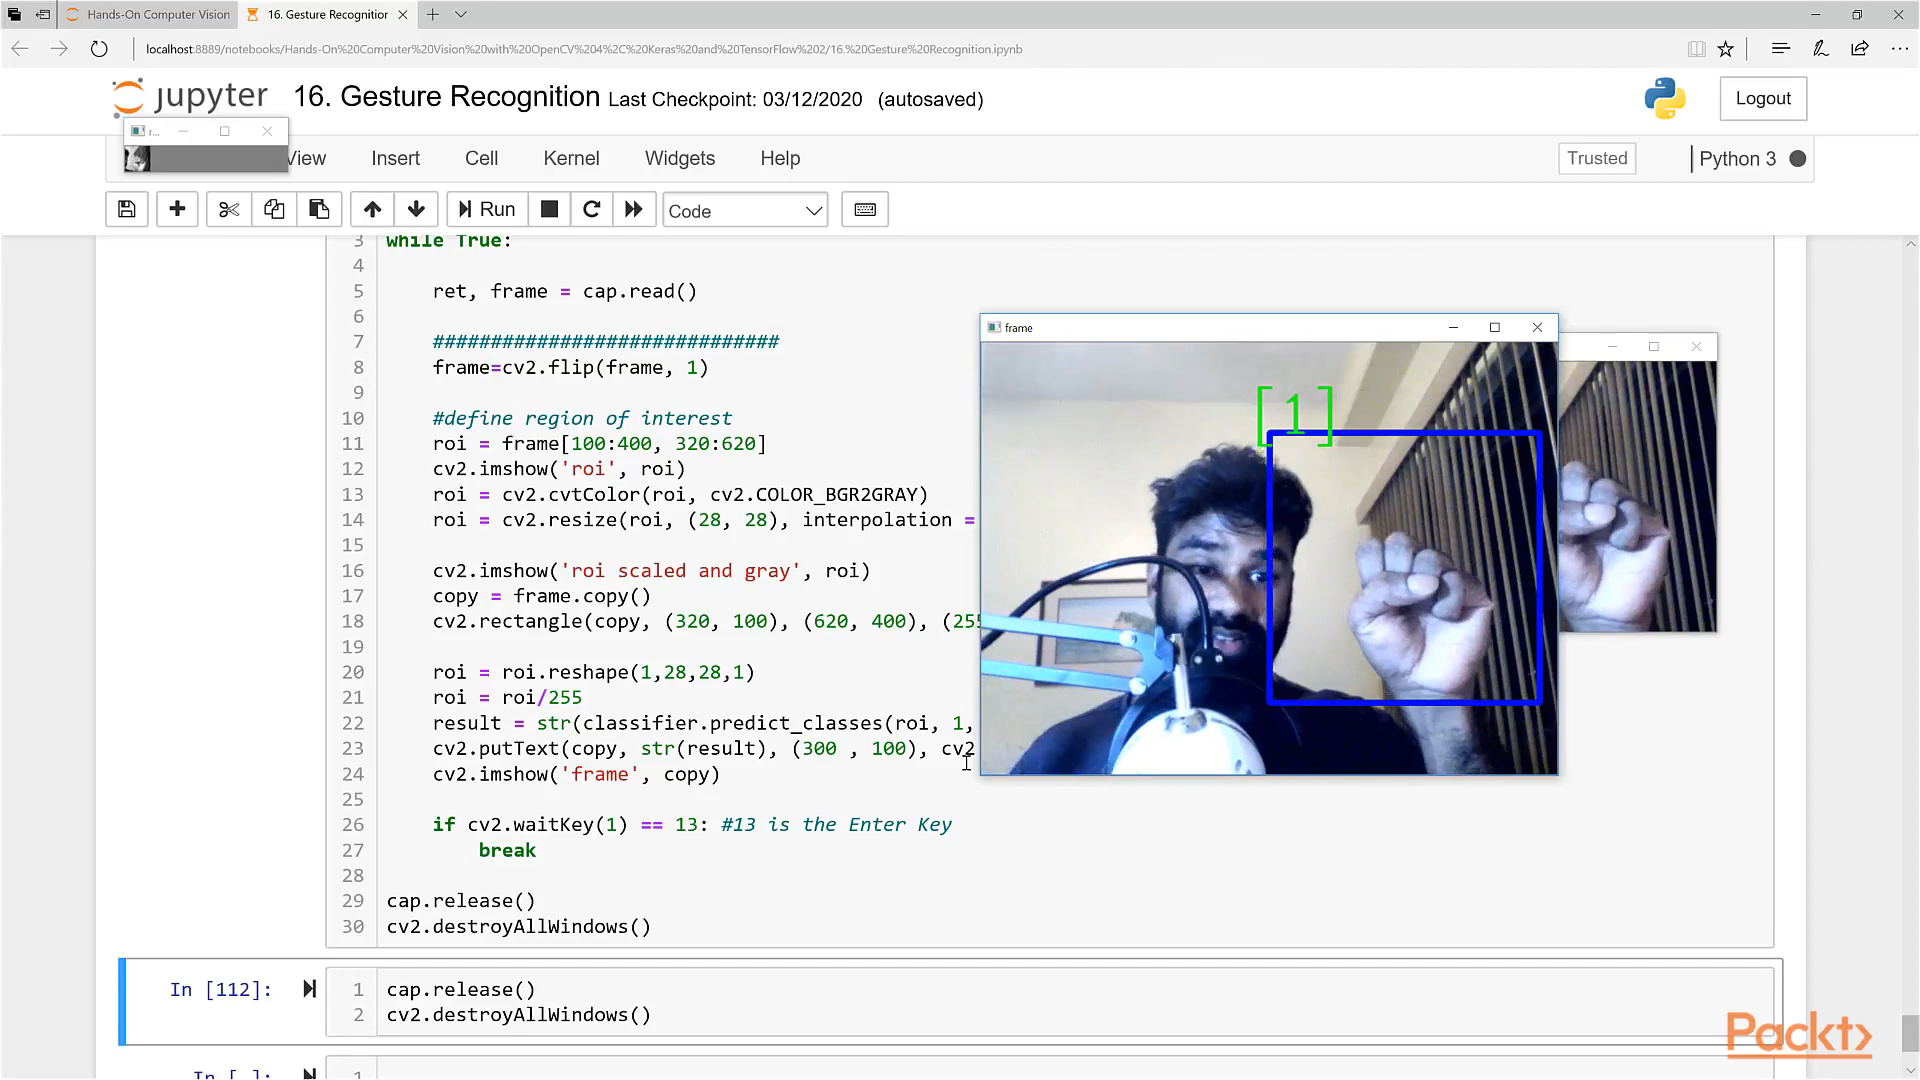 Hands-On Computer Vision
16. Gesture Recognition
localhost:8889/notebooks/Hands-On%20Computer%20Vision%20with%20OpenCV%204%2C%20Keras%20and%20TensorFlow%202/16.%20Gesture%20Recognition.ipynb
jupyter 16. Gesture Recognition Last Checkpoint: 03/12/2020 (autosaved)
Logout
r...
View Insert Cell Kernel Widgets Help Trusted Python 3
Run Code
3 while True:
4
5 ret, frame = cap.read()
6
7 ##############################
8 frame=cv2.flip(frame, 1)
9
10 #define region of interest
11 roi = frame[100:400, 320:620]
12 cv2.imshow('roi', roi)
13 roi = cv2.cvtColor(roi, cv2.COLOR_BGR2GRAY)
14 roi = cv2.resize(roi, (28, 28), interpolation =
15
16 cv2.imshow('roi scaled and gray', roi)
17 copy = frame.copy()
18 cv2.rectangle(copy, (320, 100), (620, 400), (255
19
20 roi = roi.reshape(1,28,28,1)
21 roi = roi/255
22 result = str(classifier.predict_classes(roi, 1,
23 cv2.putText(copy, str(result), (300 , 100), cv2
24 cv2.imshow('frame', copy)
25
26 if cv2.waitKey(1) == 13: #13 is the Enter Key
27 break
28
29 cap.release()
30 cv2.destroyAllWindows()
frame
[1]
In [112]:
1 cap.release()
2 cv2.destroyAllWindows()
In [ ]:
1
Packt>